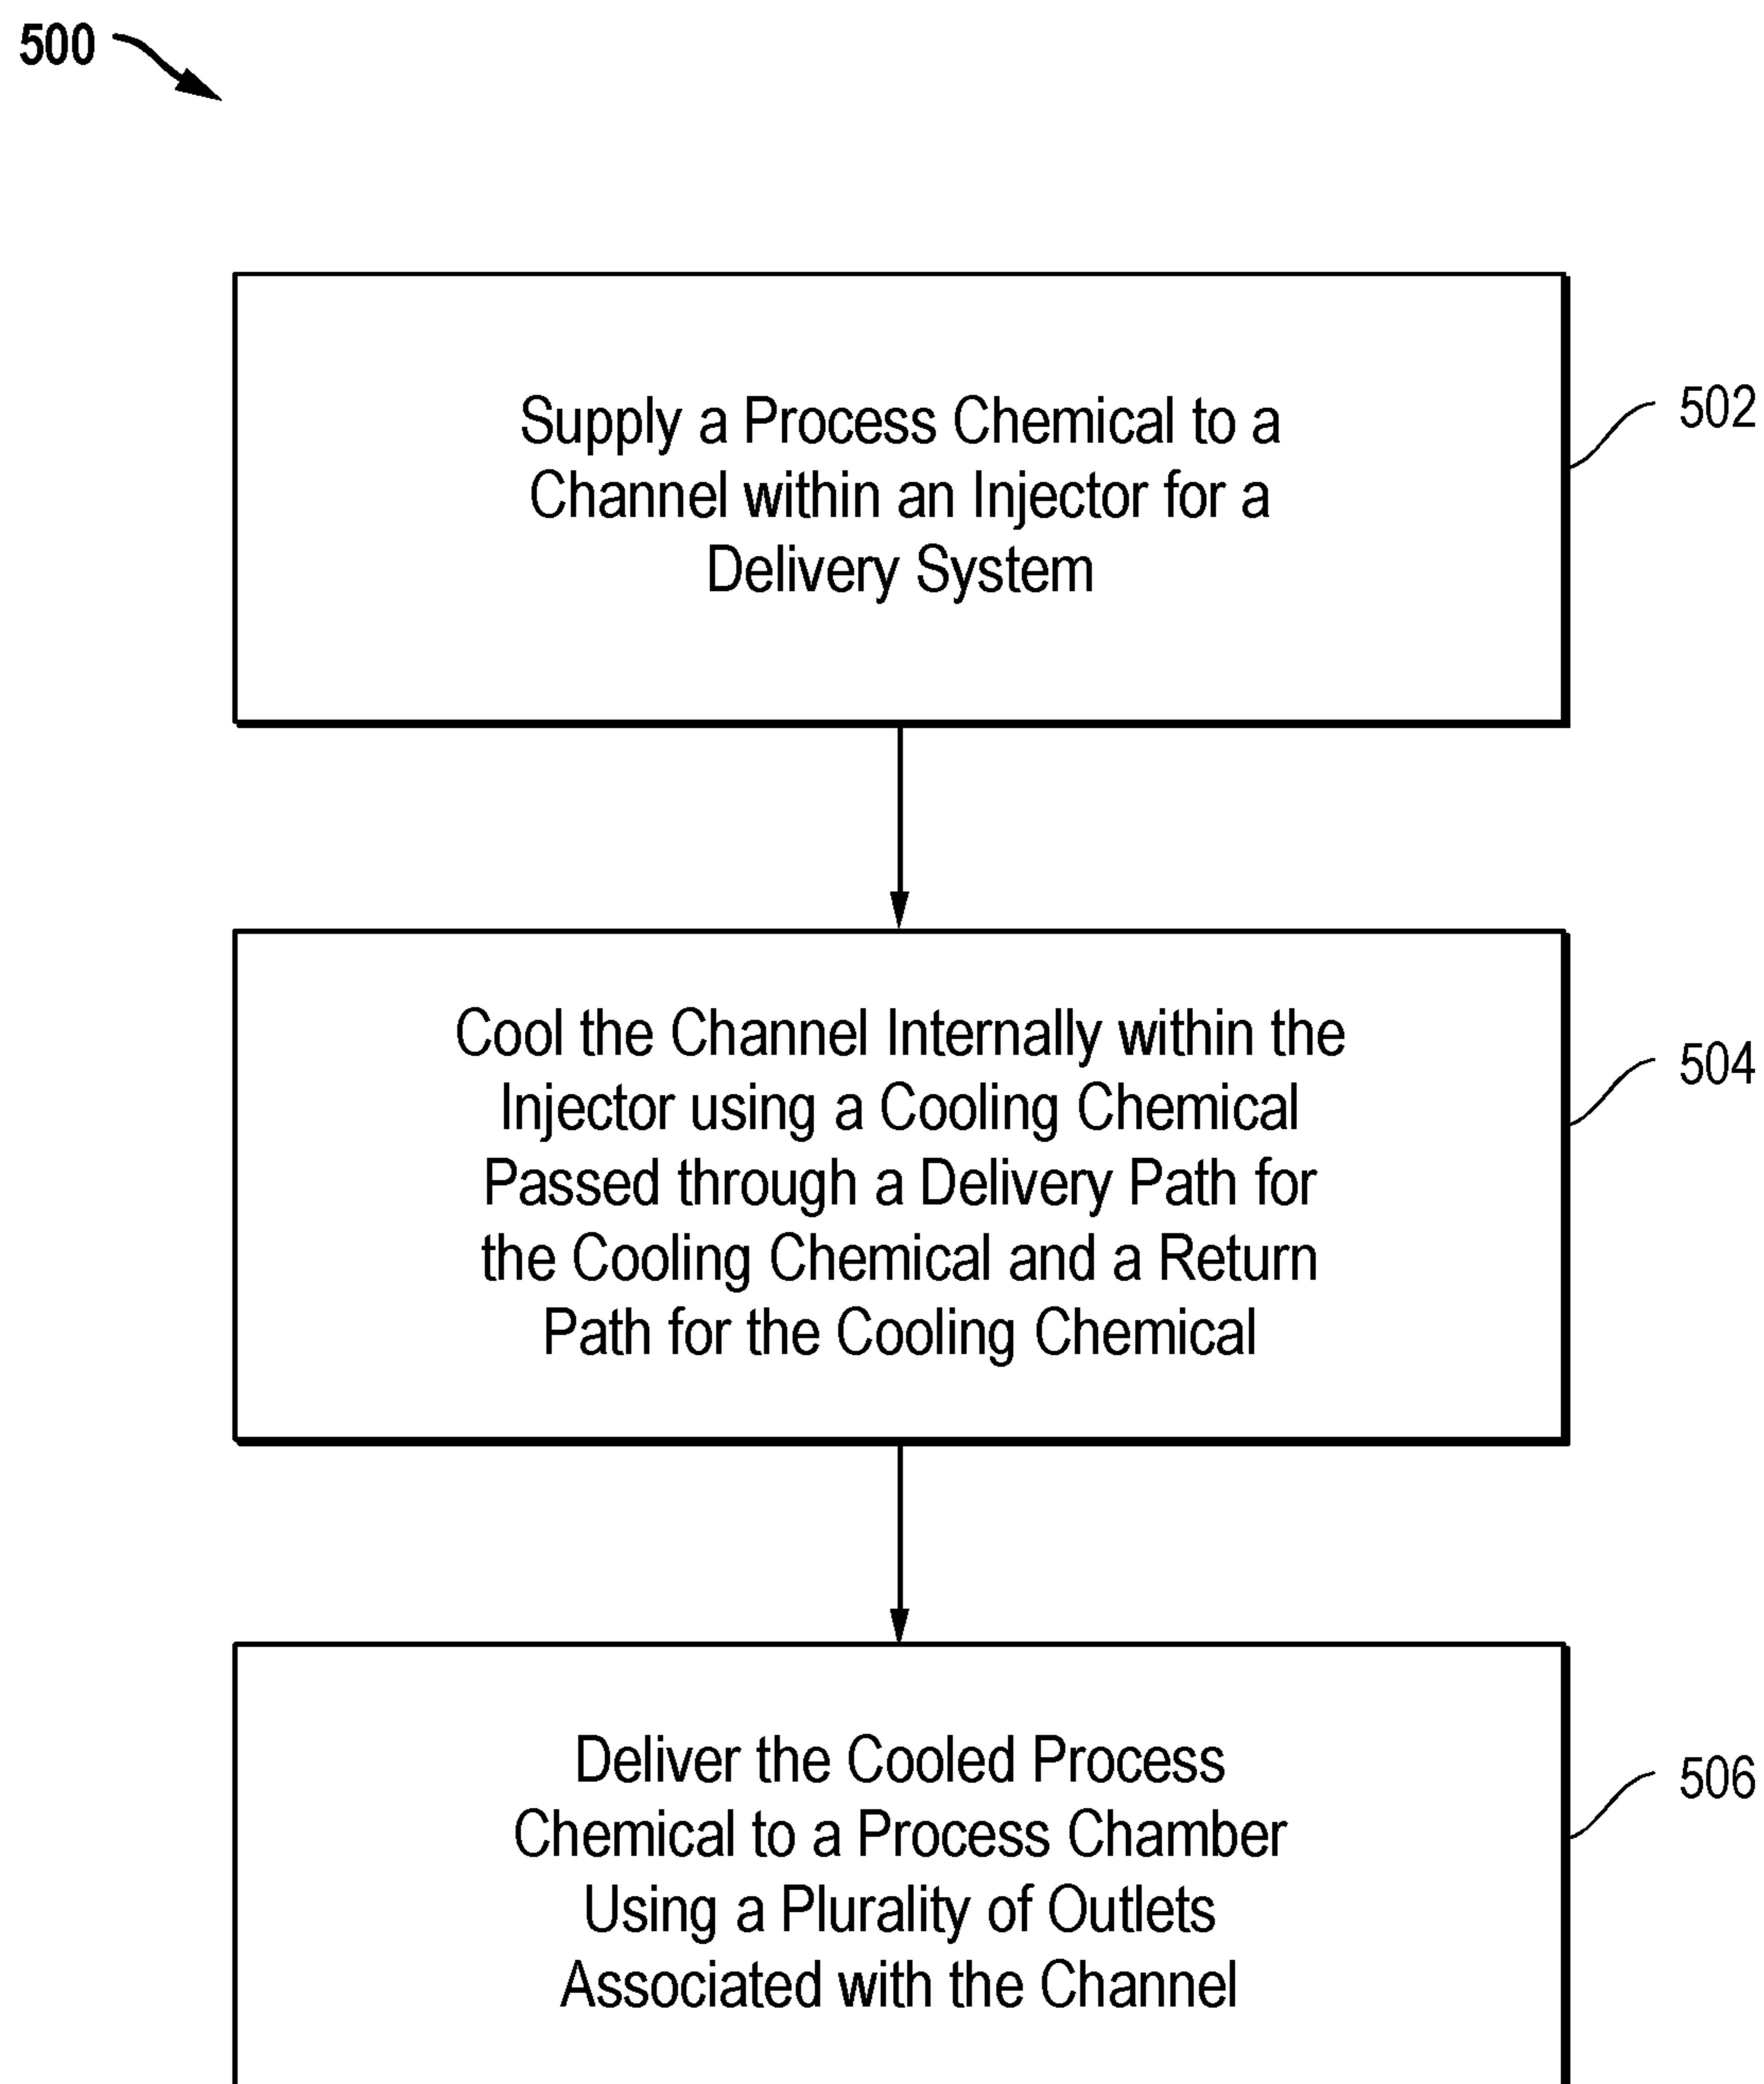 500
Supply a Process Chemical to a
Channel within an Injector for a
Delivery System
502
Cool the Channel Internally within the
Injector using a Cooling Chemical
Passed through a Delivery Path for
the Cooling Chemical and a Return
Path for the Cooling Chemical
504
Deliver the Cooled Process
Chemical to a Process Chamber
Using a Plurality of Outlets
Associated with the Channel
506